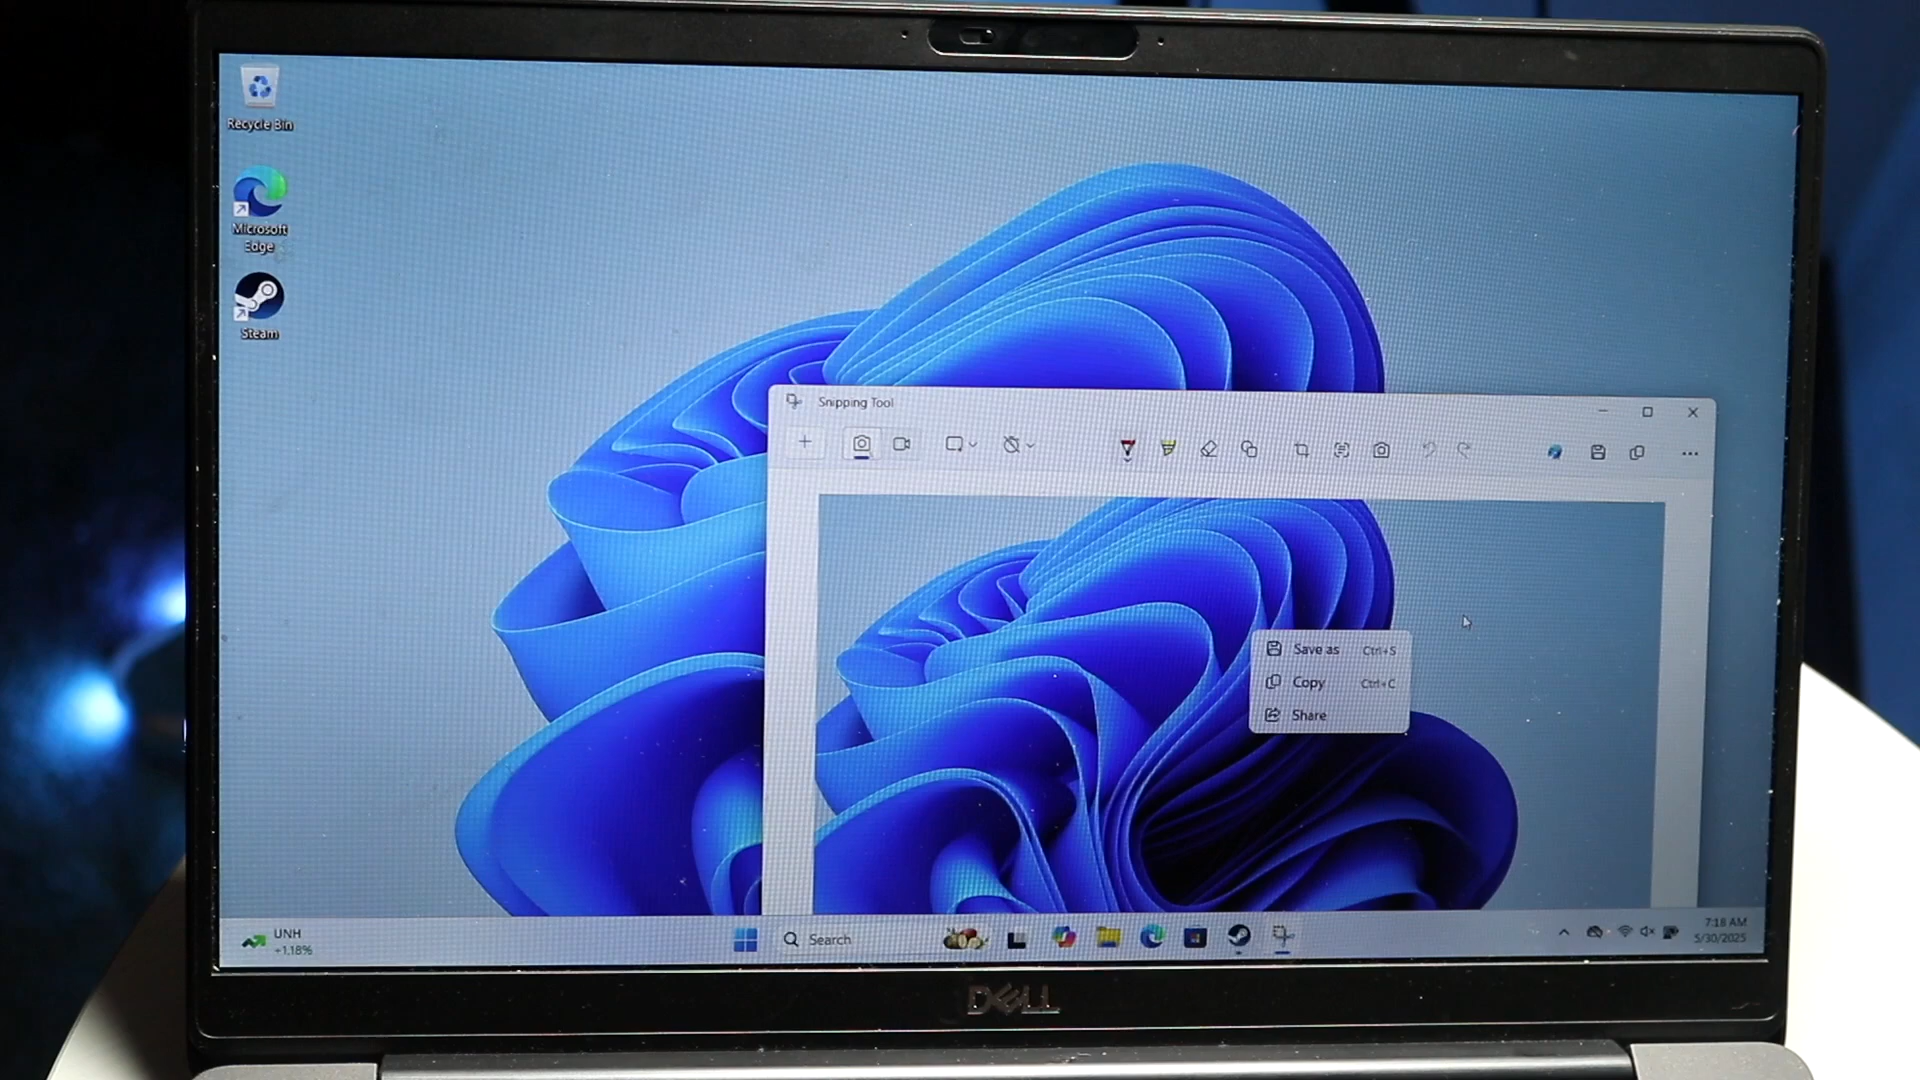 Recycle Bin
Microsoft
Edge
Steam
Snipping Tool
Save as Ctrl+S
Copy Ctrl+C
Share
UNH
+1.18%
Search
7:18 AM
5/30/2025
DELL